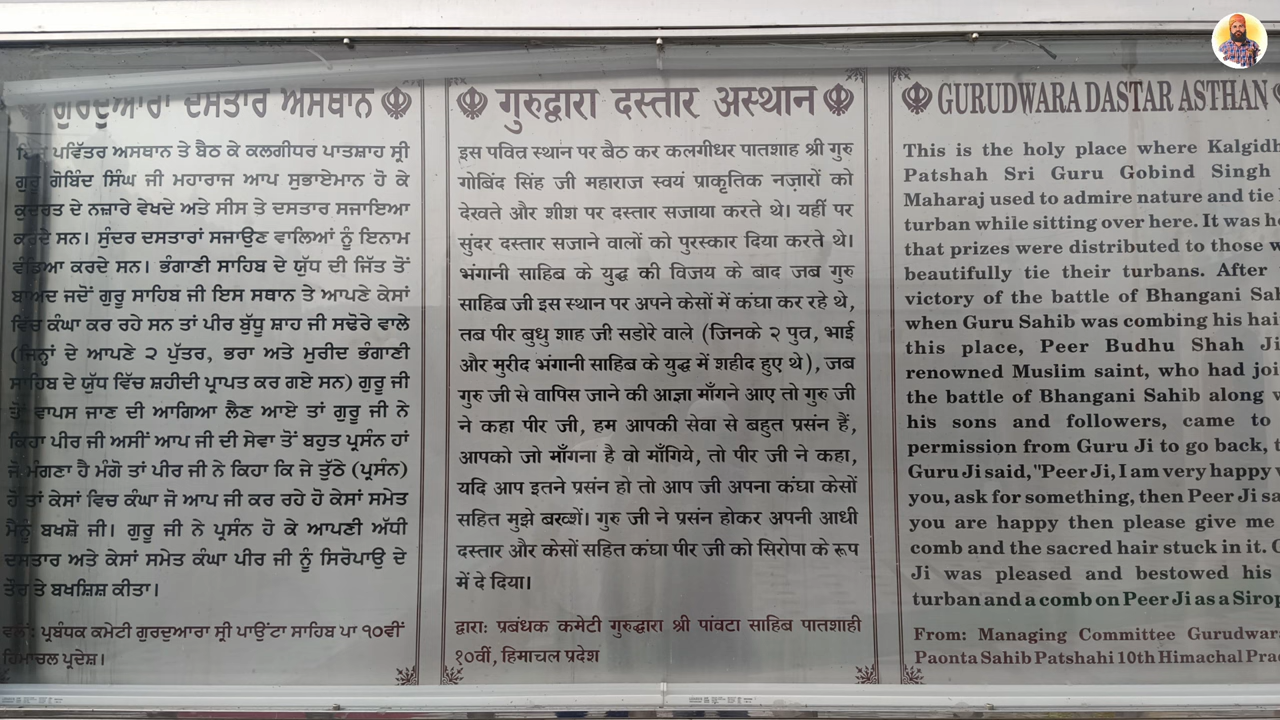 ਗੁਰਦੁਆਰਾ ਦਸਤਾਰ ਅਸਥਾਨ
ਪਵਿੱਤਰ ਅਸਥਾਨ ਤੇ ਬੈਠ ਕੇ ਕਲਗੀਧਰ ਪਾਤਸ਼ਾਹ ਸ੍ਰੀ
ਗੁਰੂ ਗੋਬਿੰਦ ਸਿੰਘ ਜੀ ਮਹਾਰਾਜ ਆਪ ਸੁਭਾਏਮਾਨ ਹੋ ਕੇ
ਕੁਦਰਤ ਦੇ ਨਜ਼ਾਰੇ ਵੇਖਦੇ ਅਤੇ ਸੀਸ ਤੇ ਦਸਤਾਰ ਸਜਾਇਆ
ਕਰਦੇ ਸਨ। ਸੁੰਦਰ ਦਸਤਾਰਾਂ ਸਜਾਉਣ ਵਾਲਿਆਂ ਨੂੰ ਇਨਾਮ
ਵੰਡਿਆ ਕਰਦੇ ਸਨ। ਭੰਗਾਣੀ ਸਾਹਿਬ ਦੇ ਯੁੱਧ ਦੀ ਜਿੱਤ ਤੋਂ
ਬਾਅਦ ਜਦੋਂ ਗੁਰੂ ਸਾਹਿਬ ਜੀ ਇਸ ਸਥਾਨ ਤੇ ਆਪਣੇ ਕੇਸਾਂ
ਵਿੱਚ ਕੰਘਾ ਕਰ ਰਹੇ ਸਨ ਤਾਂ ਪੀਰ ਬੁੱਧੂ ਸ਼ਾਹ ਜੀ ਸਢੋਰੇ ਵਾਲੇ
(ਜਿਨ੍ਹਾਂ ਦੇ ਆਪਣੇ ੨ ਪੁੱਤਰ, ਭਰਾ ਅਤੇ ਮੁਰੀਦ ਭੰਗਾਣੀ
ਸਾਹਿਬ ਦੇ ਯੁੱਧ ਵਿੱਚ ਸ਼ਹੀਦੀ ਪ੍ਰਾਪਤ ਕਰ ਗਏ ਸਨ) ਗੁਰੂ ਜੀ
ਤੋਂ ਵਾਪਸ ਜਾਣ ਦੀ ਆਗਿਆ ਲੈਣ ਆਏ ਤਾਂ ਗੁਰੂ ਜੀ ਨੇ
ਕਿਹਾ ਪੀਰ ਜੀ ਅਸੀਂ ਆਪ ਜੀ ਦੀ ਸੇਵਾ ਤੋਂ ਬਹੁਤ ਪ੍ਰਸੰਨ ਹਾਂ
ਜੋ ਮੰਗਣਾ ਹੈ ਮੰਗੋ ਤਾਂ ਪੀਰ ਜੀ ਨੇ ਕਿਹਾ ਕਿ ਜੇ ਤੁੱਠੇ (ਪ੍ਰਸੰਨ)
ਹੋ ਤਾਂ ਕੇਸਾਂ ਵਿਚ ਕੰਘਾ ਜੋ ਆਪ ਜੀ ਕਰ ਰਹੇ ਹੋ ਕੇਸਾਂ ਸਮੇਤ
ਮੈਨੂੰ ਬਖਸ਼ੋ ਜੀ। ਗੁਰੂ ਜੀ ਨੇ ਪ੍ਰਸੰਨ ਹੋ ਕੇ ਆਪਣੀ ਅੱਧੀ
ਦਸਤਾਰ ਅਤੇ ਕੇਸਾਂ ਸਮੇਤ ਕੰਘਾ ਪੀਰ ਜੀ ਨੂੰ ਸਿਰੋਪਾਉ ਦੇ
ਤੌਰ ਤੇ ਬਖਸ਼ਿਸ਼ ਕੀਤਾ।
ਵਲੋਂ: ਪ੍ਰਬੰਧਕ ਕਮੇਟੀ ਗੁਰਦੁਆਰਾ ਸ੍ਰੀ ਪਾਉਂਟਾ ਸਾਹਿਬ ਪਾ ੧੦ਵੀਂ
ਹਿਮਾਚਲ ਪ੍ਰਦੇਸ਼।
गुरुद्वारा दस्तार अस्थान
इस पवित्र स्थान पर बैठ कर कलगीधर पातशाह श्री गुरु
गोबिंद सिंह जी महाराज स्वयं प्राकृतिक नज़ारों को
देखते और शीश पर दस्तार सजाया करते थे। यहीं पर
सुंदर दस्तार सजाने वालों को पुरस्कार दिया करते थे।
भंगानी साहिब के युद्ध की विजय के बाद जब गुरु
साहिब जी इस स्थान पर अपने केसों में कंघा कर रहे थे,
तब पीर बुधु शाह जी सडोरे वाले (जिनके २ पुत्र, भाई
और मुरीद भंगानी साहिब के युद्ध में शहीद हुए थे), जब
गुरु जी से वापिस जाने की आज्ञा माँगने आए तो गुरु जी
ने कहा पीर जी, हम आपकी सेवा से बहुत प्रसंन हैं,
आपको जो माँगना है वो माँगिये, तो पीर जी ने कहा,
यदि आप इतने प्रसंन हो तो आप जी अपना कंघा केसों
सहित मुझे बख्शें। गुरु जी ने प्रसंन होकर अपनी आधी
दस्तार और केसों सहित कंघा पीर जी को सिरोपा के रूप
में दे दिया।
द्वाराः प्रबंधक कमेटी गुरुद्धारा श्री पांवटा साहिब पातशाही
१०वीं, हिमाचल प्रदेश
GURUDWARA DASTAR ASTHAN
This is the holy place where Kalgidh
Patshah Sri Guru Gobind Singh
Maharaj used to admire nature and tie
turban while sitting over here. It was he
that prizes were distributed to those w
beautifully tie their turbans. After
victory of the battle of Bhangani Sah
when Guru Sahib was combing his hai
this place, Peer Budhu Shah Ji
renowned Muslim saint, who had joi
the battle of Bhangani Sahib along w
his sons and followers, came to
permission from Guru Ji to go back, t
Guru Ji said, "Peer Ji, I am very happy w
you, ask for something, then Peer Ji sa
you are happy then please give me
comb and the sacred hair stuck in it. G
Ji was pleased and bestowed his
turban and a comb on Peer Ji as a Sirop
From: Managing Committee Gurudwar
Paonta Sahib Patshahi 10th Himachal Prad